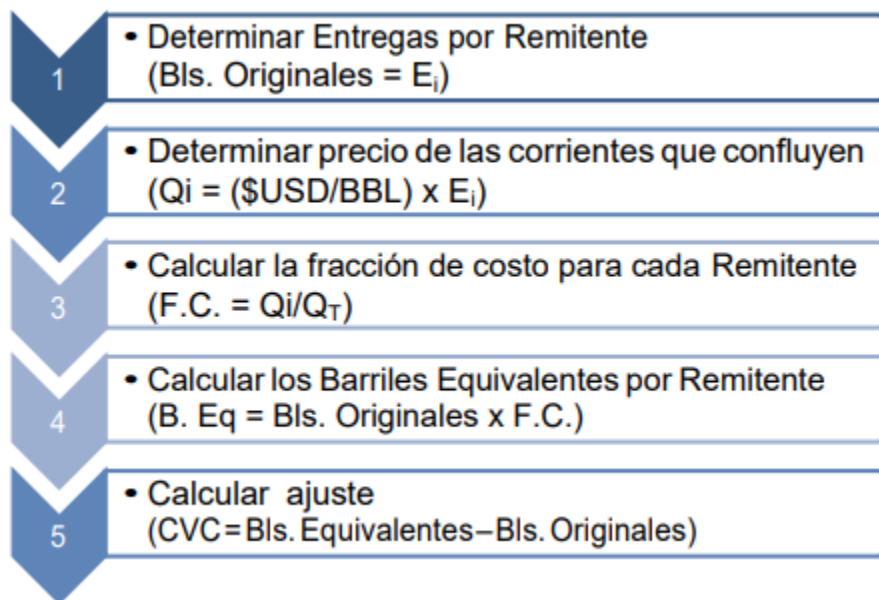 1
• Determinar Entregas por Remitente
(Bls. Originales = Eᵢ)
2
• Determinar precio de las corrientes que confluyen
(Qi = ($USD/BBL) x Eᵢ)
3
• Calcular la fracción de costo para cada Remitente
(F.C. = Qi/Q_T)
4
• Calcular los Barriles Equivalentes por Remitente
(B. Eq = Bls. Originales x F.C.)
5
• Calcular ajuste
(CVC=Bls. Equivalentes–Bls. Originales)